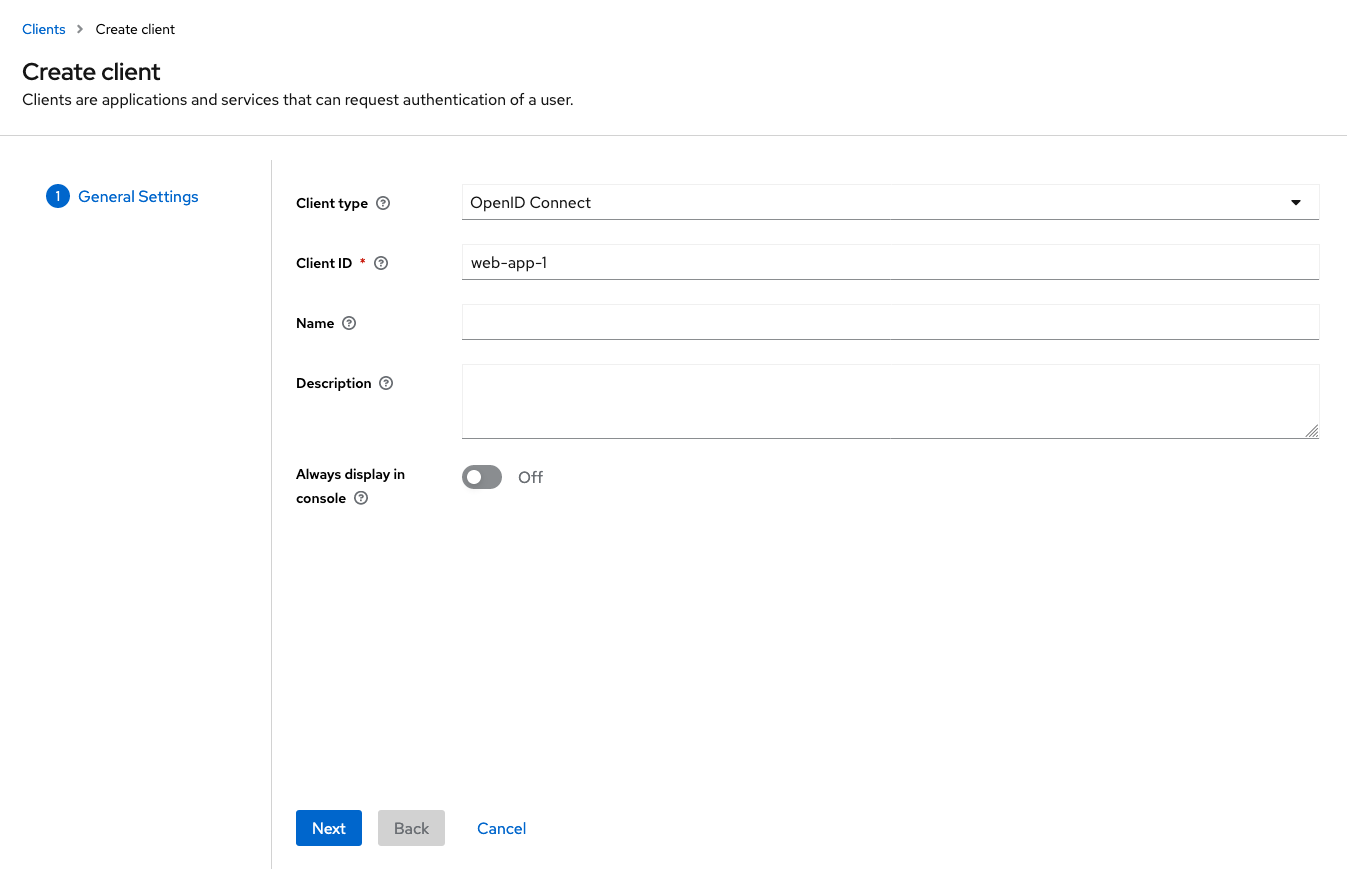 Clients > Create client
Create client
Clients are applications and services that can request authentication of a user.
1 General Settings
Client type ?
OpenID Connect
Client ID * ?
web-app-1
Name ?
Description ?
Always display in
console ?
Off
Next Back Cancel